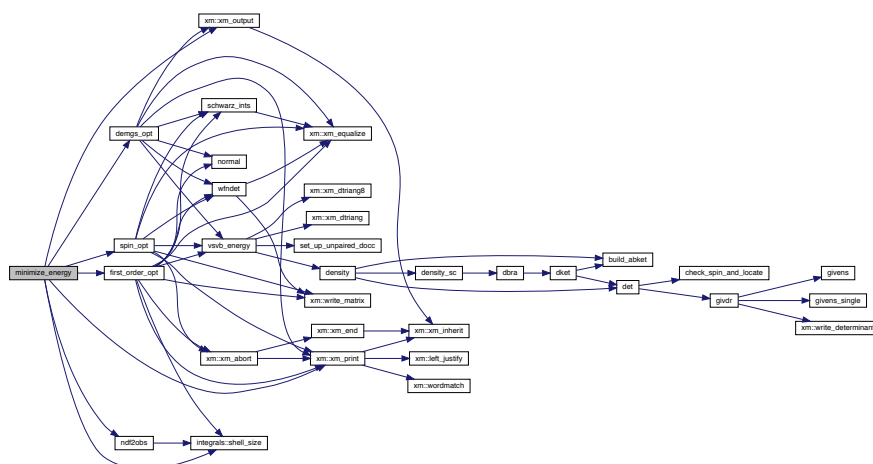 xm::xm_output
schwarz_ints
demgs_opt
xm::xm_equalize
normal
wfndet
xm::xm_dtriang8
xm::xm_dtriang
spin_opt
vsvb_energy
set_up_unpaired_docc
build_abket
minimize_energy
first_order_opt
density
density_sc
dbra
dket
check_spin_and_locate
det
givens
xm::write_matrix
givdr
givens_single
xm::write_determinant
xm::xm_end
xm::xm_inherit
xm::xm_abort
xm::xm_print
xm::left_justify
xm::wordmatch
ndf2obs
integrals::shell_size